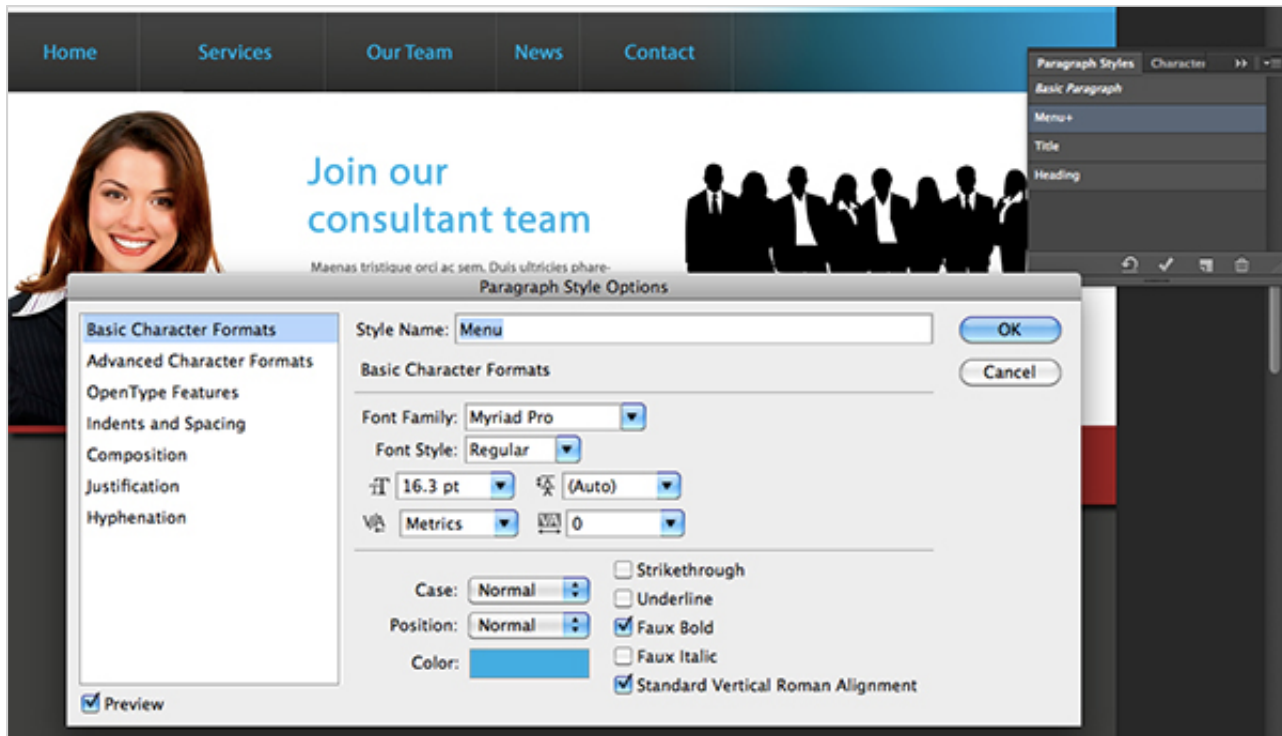 Home Services Our Team News Contact
Paragraph Styles Character
Basic Paragraph
Menu+
Title
Heading
Join our
consultant team
Maenas tristique orci ac sem. Duis ultricies phare-
Paragraph Style Options
Basic Character Formats
Advanced Character Formats
OpenType Features
Indents and Spacing
Composition
Justification
Hyphenation
Preview
Style Name: Menu
OK
Basic Character Formats
Cancel
Font Family: Myriad Pro
Font Style: Regular
16.3 pt (Auto)
Metrics 0
Case: Normal
Position: Normal
Color:
Strikethrough
Underline
Faux Bold
Faux Italic
Standard Vertical Roman Alignment